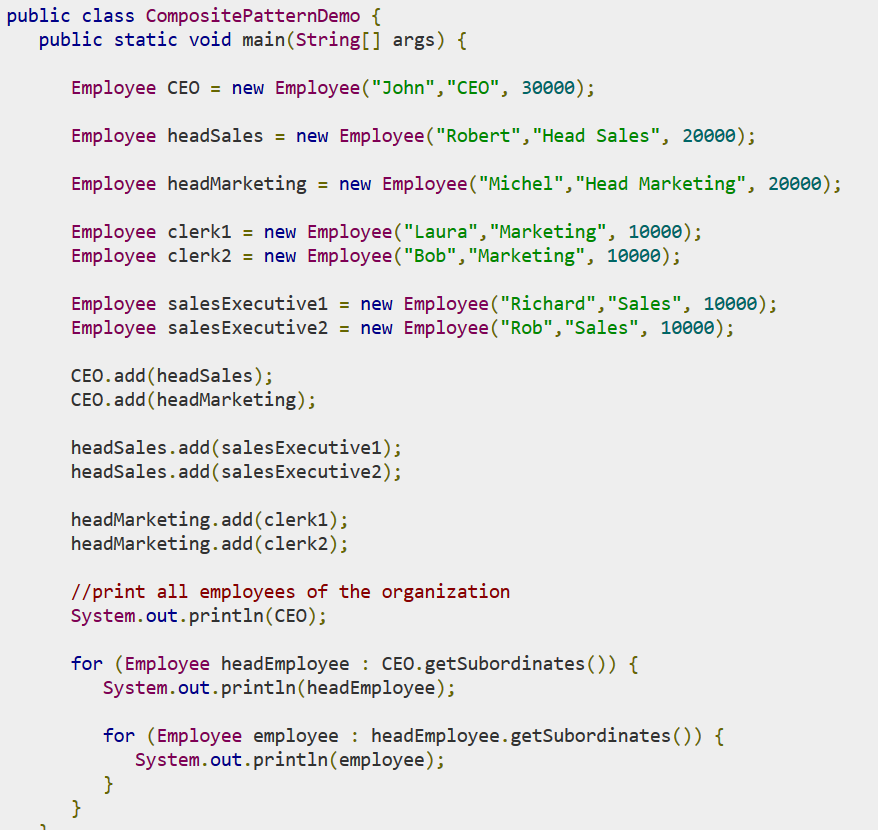 public class CompositePatternDemo {
public static void main(String[] args) {
Employee CEO = new Employee("John","CEO", 30000);
Employee headSales = new Employee("Robert","Head Sales", 20000);
Employee headMarketing = new Employee("Michel","Head Marketing", 20000);
Employee clerk1 = new Employee("Laura","Marketing", 10000);
Employee clerk2 = new Employee("Bob","Marketing", 10000);
Employee salesExecutive1 = new Employee("Richard","Sales", 10000);
Employee salesExecutive2 = new Employee("Rob","Sales", 10000);
CEO.add(headSales);
CEO.add(headMarketing);
headSales.add(salesExecutive1);
headSales.add(salesExecutive2);
headMarketing.add(clerk1);
headMarketing.add(clerk2);
//print all employees of the organization
System.out.println(CEO);
for (Employee headEmployee : CEO.getSubordinates()) {
System.out.println(headEmployee);
for (Employee employee : headEmployee.getSubordinates()) {
System.out.println(employee);
}
}
}